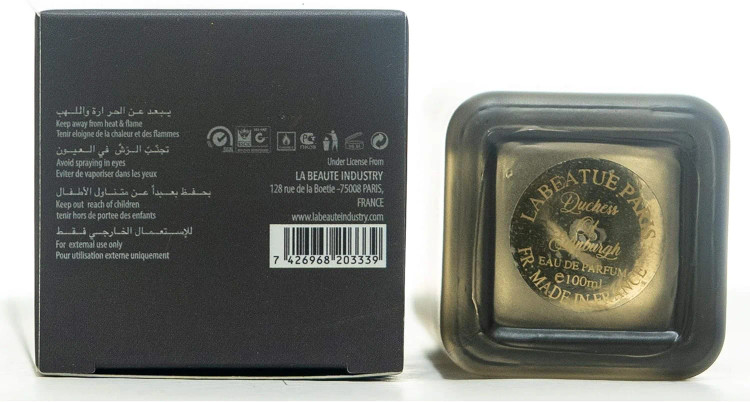 يبعد عن الحرارة واللهب
Keep away from heat & flame
Tenir eloigne de la chaleur et des flammes
تجنّب الرشّ في العيون
Avoid spraying in eyes
Eviter de vaporiser dans les yeux
يحفظ بعيداً عن متناول الأطفال
Keep out reach of children
tenir hors de portee des enfants
للإستعمال الخارجي فقط
For external use only
Pour utilisation externe uniquement
Under License From
LA BEAUTE INDUSTRY
128 rue de la Boetie -75008 PARIS,
FRANCE
www.labeauteindustry.com
7 426968 203339
LABEATUE PARIS
Duchess
Of
Edinburgh
EAU DE PARFUM
e100ml
FR. MADE IN FRANCE